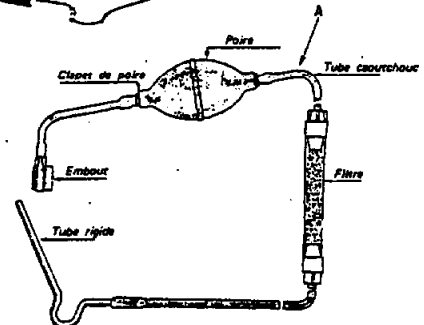 A
Poire
Clapet de poire
Tube caoutchouc
Embout
Filtre
Tube rigide